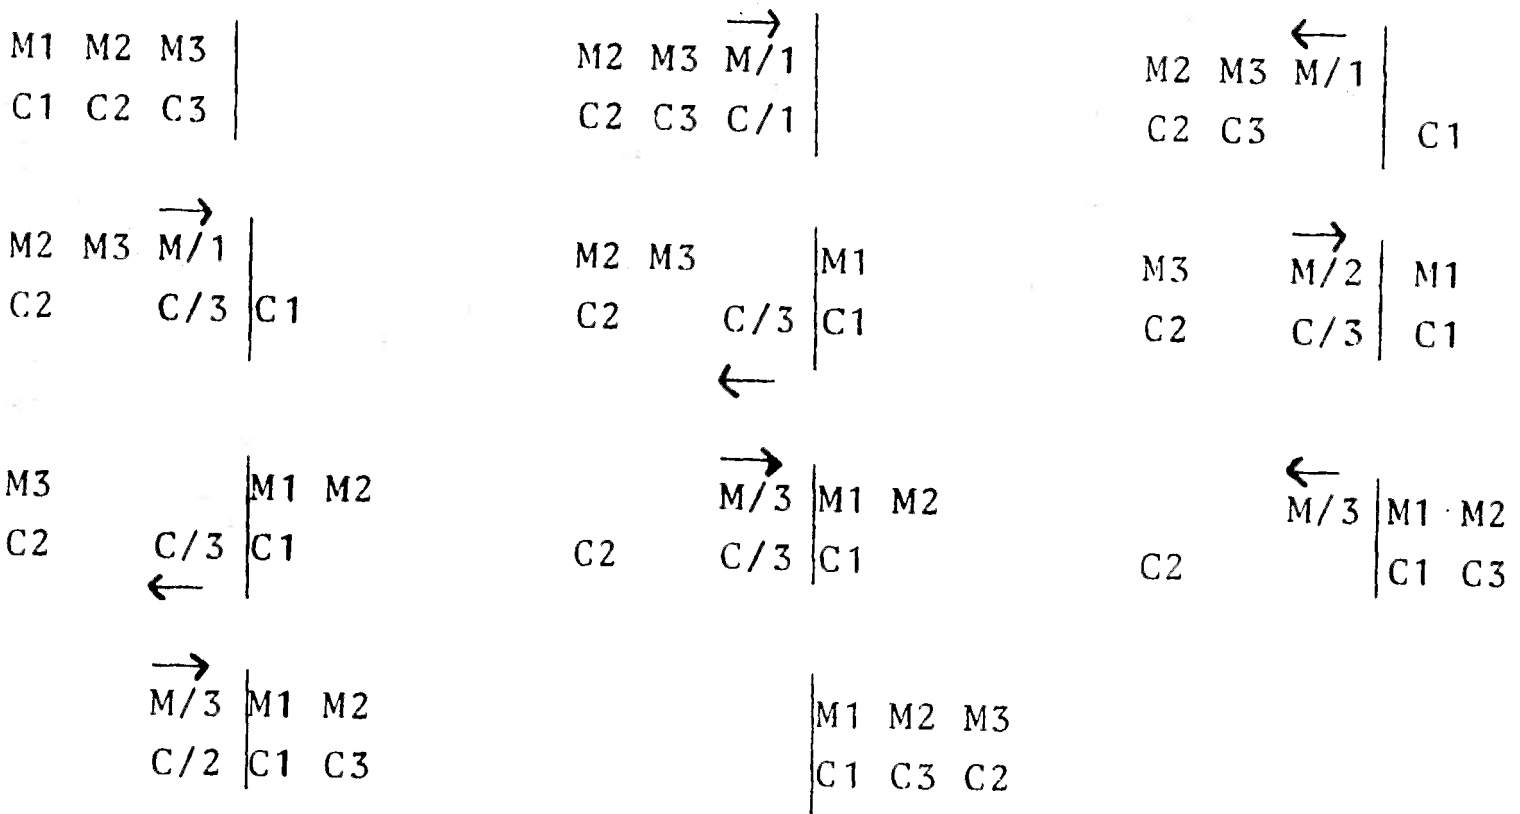 M1 M2 M3
C1 C2 C3
M2 M3 M/1
C2 C3 C/1
M2 M3 M/1
C2 C3 C1
M2 M3 M/1
C2 C/3 C1
M2 M3 M1
C2 C/3 C1
M3 M/2 M1
C2 C/3 C1
M3 M1 M2
C2 C/3 C1
M/3 M1 M2
C2 C/3 C1
M/3 M1 M2
C2 C1 C3
M/3 M1 M2
C/2 C1 C3
M1 M2 M3
C1 C3 C2